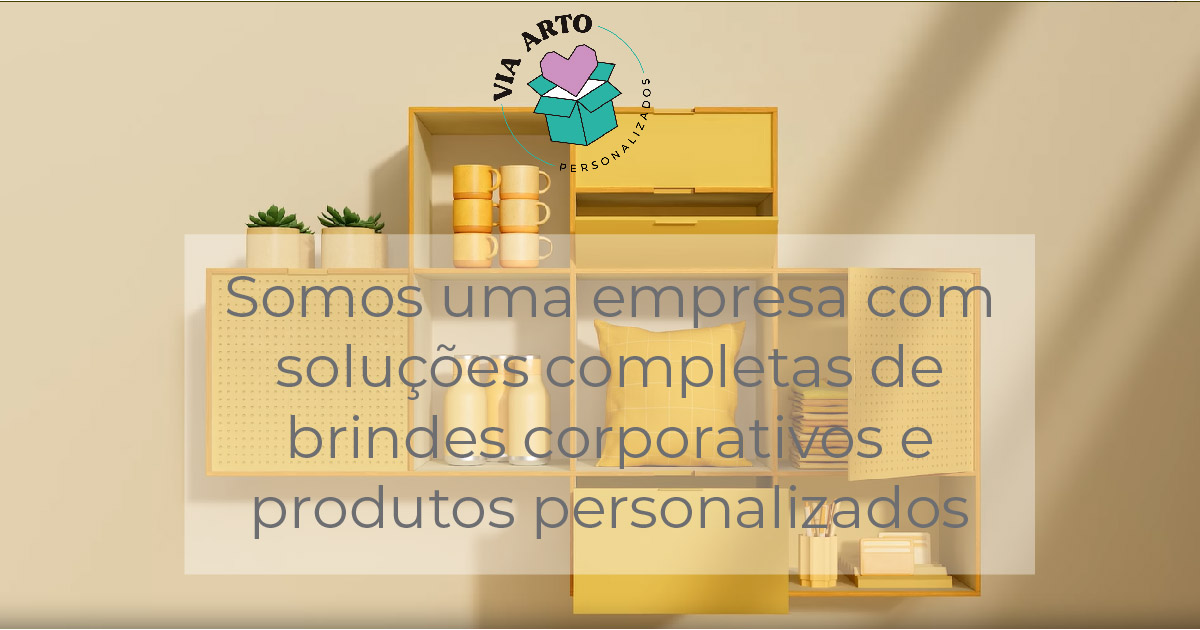 VIA ARTO
PERSONALIZADOS
Somos uma empresa com
soluções completas de
brindes corporativos e
produtos personalizados